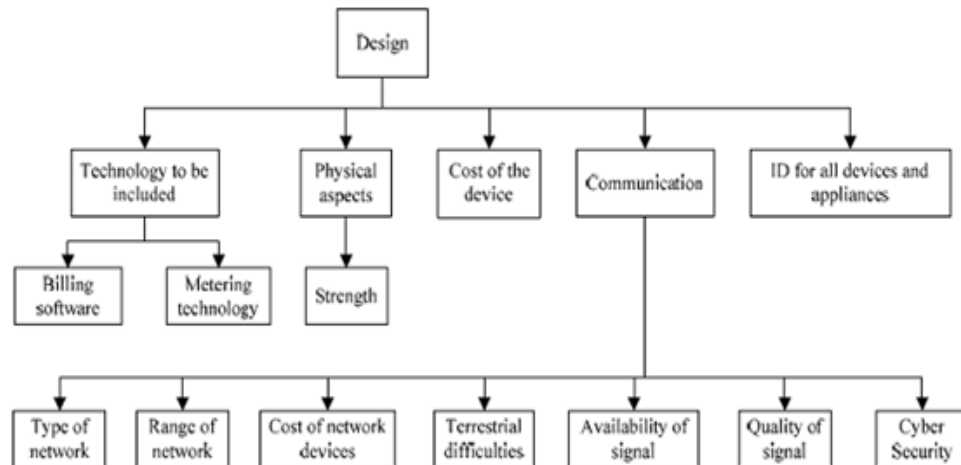 Design
Technology to be
included
Physical
aspects
Cost of the
device
Communication
ID for all devices and
appliances
Billing
software
Metering
technology
Strength
Type of
network
Range of
network
Cost of network
devices
Terrestrial
difficulties
Availability of
signal
Quality of
signal
Cyber
Security